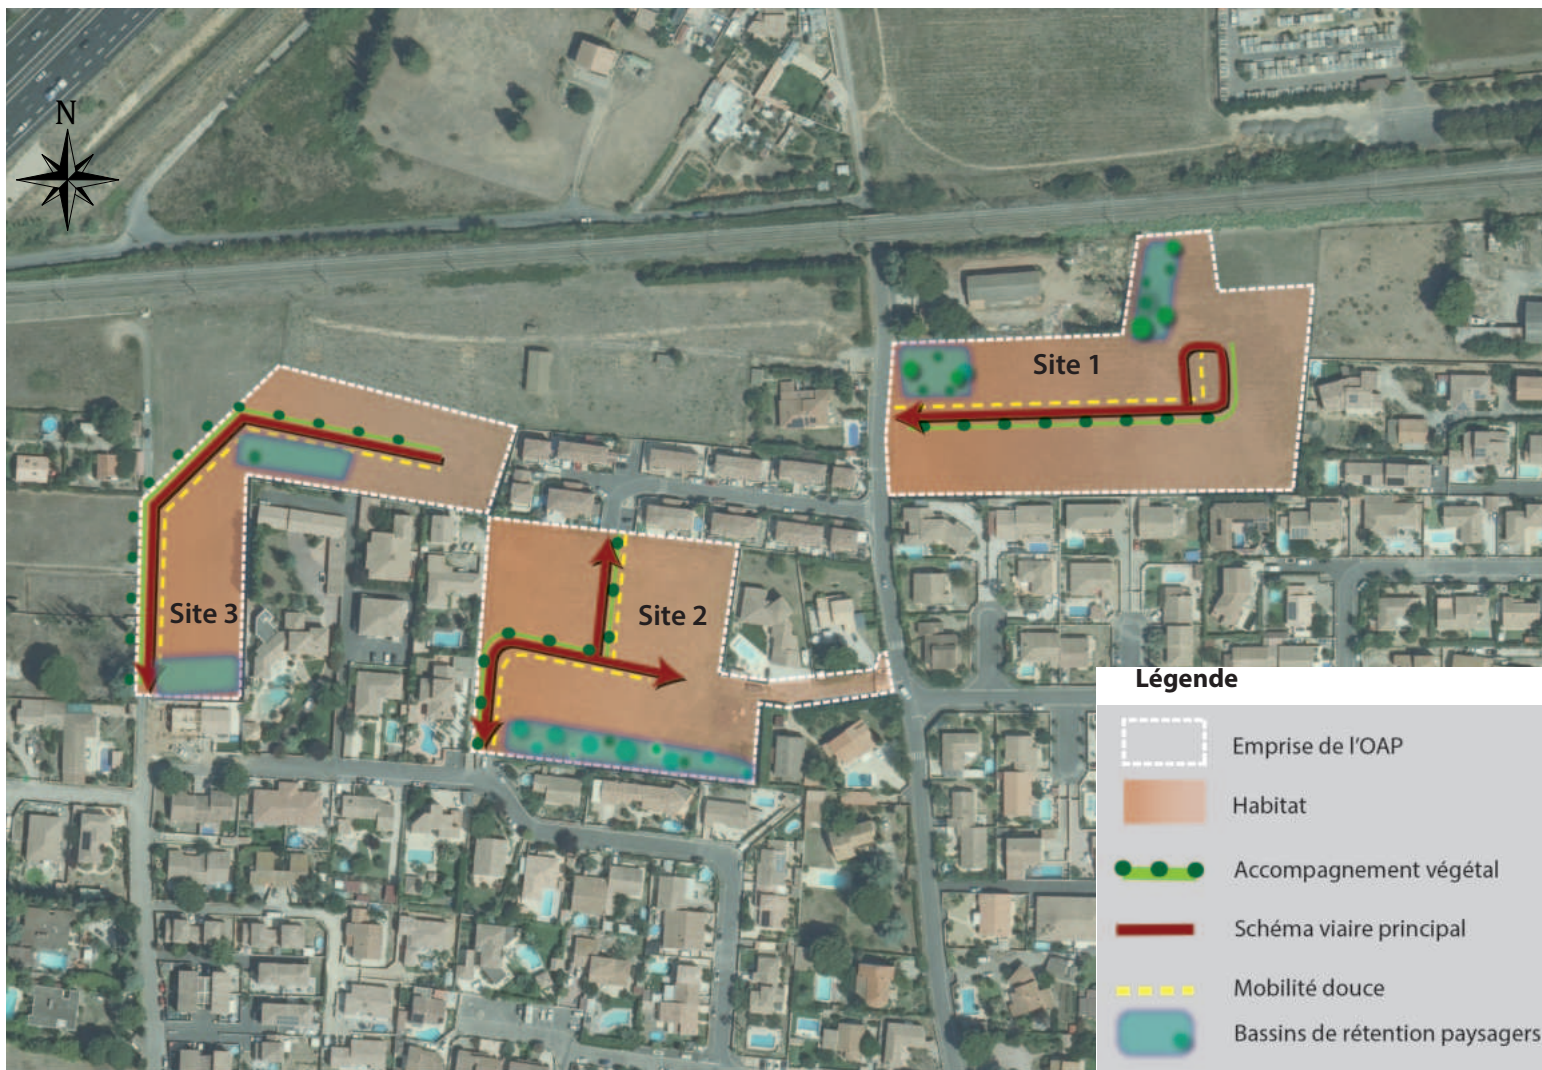 N
Site 1
Site 3
Site 2
Légende
Emprise de l'OAP
Habitat
Accompagnement végétal
Schéma viaire principal
Mobilité douce
Bassins de rétention paysagers